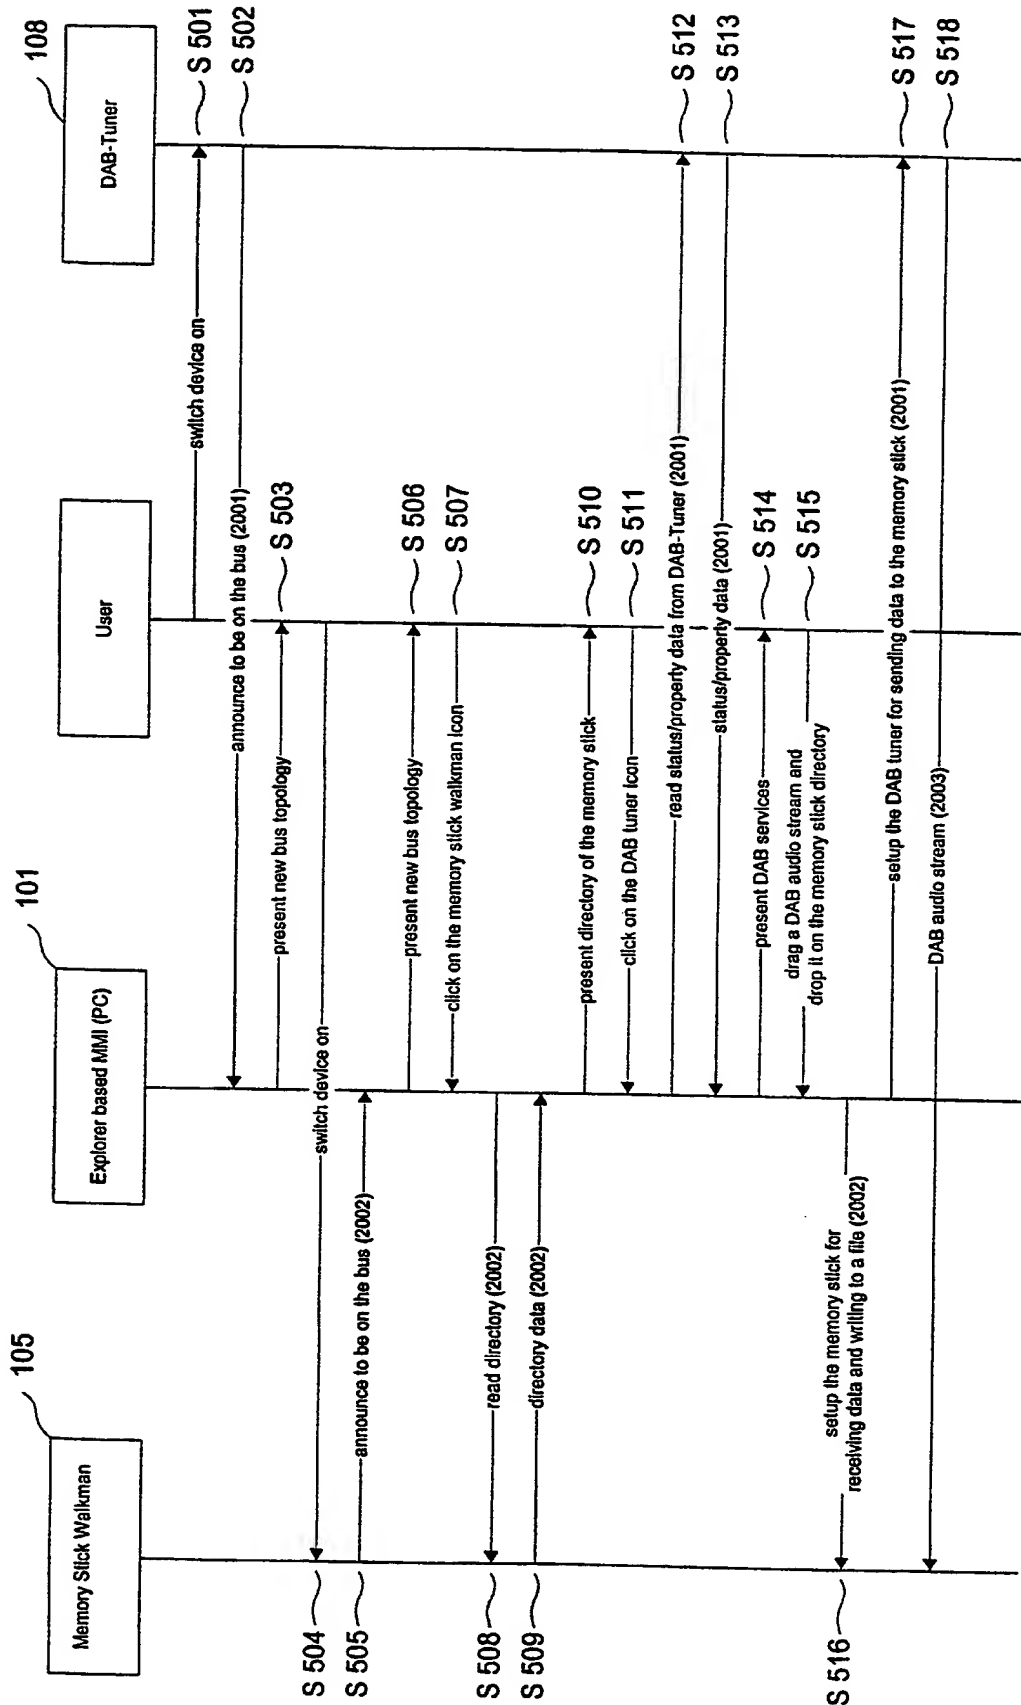 105
Memory Stick Walkman
101
Explorer based MMI (PC)
User
108
DAB-Tuner
switch device on
S 501
announce to be on the bus (2001)
S 502
present new bus topology
S 503
S 504
switch device on
S 505
announce to be on the bus (2002)
present new bus topology
S 506
click on the memory stick walkman icon
S 507
S 508
read directory (2002)
S 509
directory data (2002)
present directory of the memory stick
S 510
click on the DAB tuner icon
S 511
read status/property data from DAB-Tuner (2001)
S 512
status/property data (2001)
S 513
present DAB services
S 514
drag a DAB audio stream and
drop it on the memory stick directory
S 515
S 516
setup the memory stick for
receiving data and writing to a file (2002)
setup the DAB tuner for sending data to the memory stick (2001)
S 517
DAB audio stream (2003)
S 518